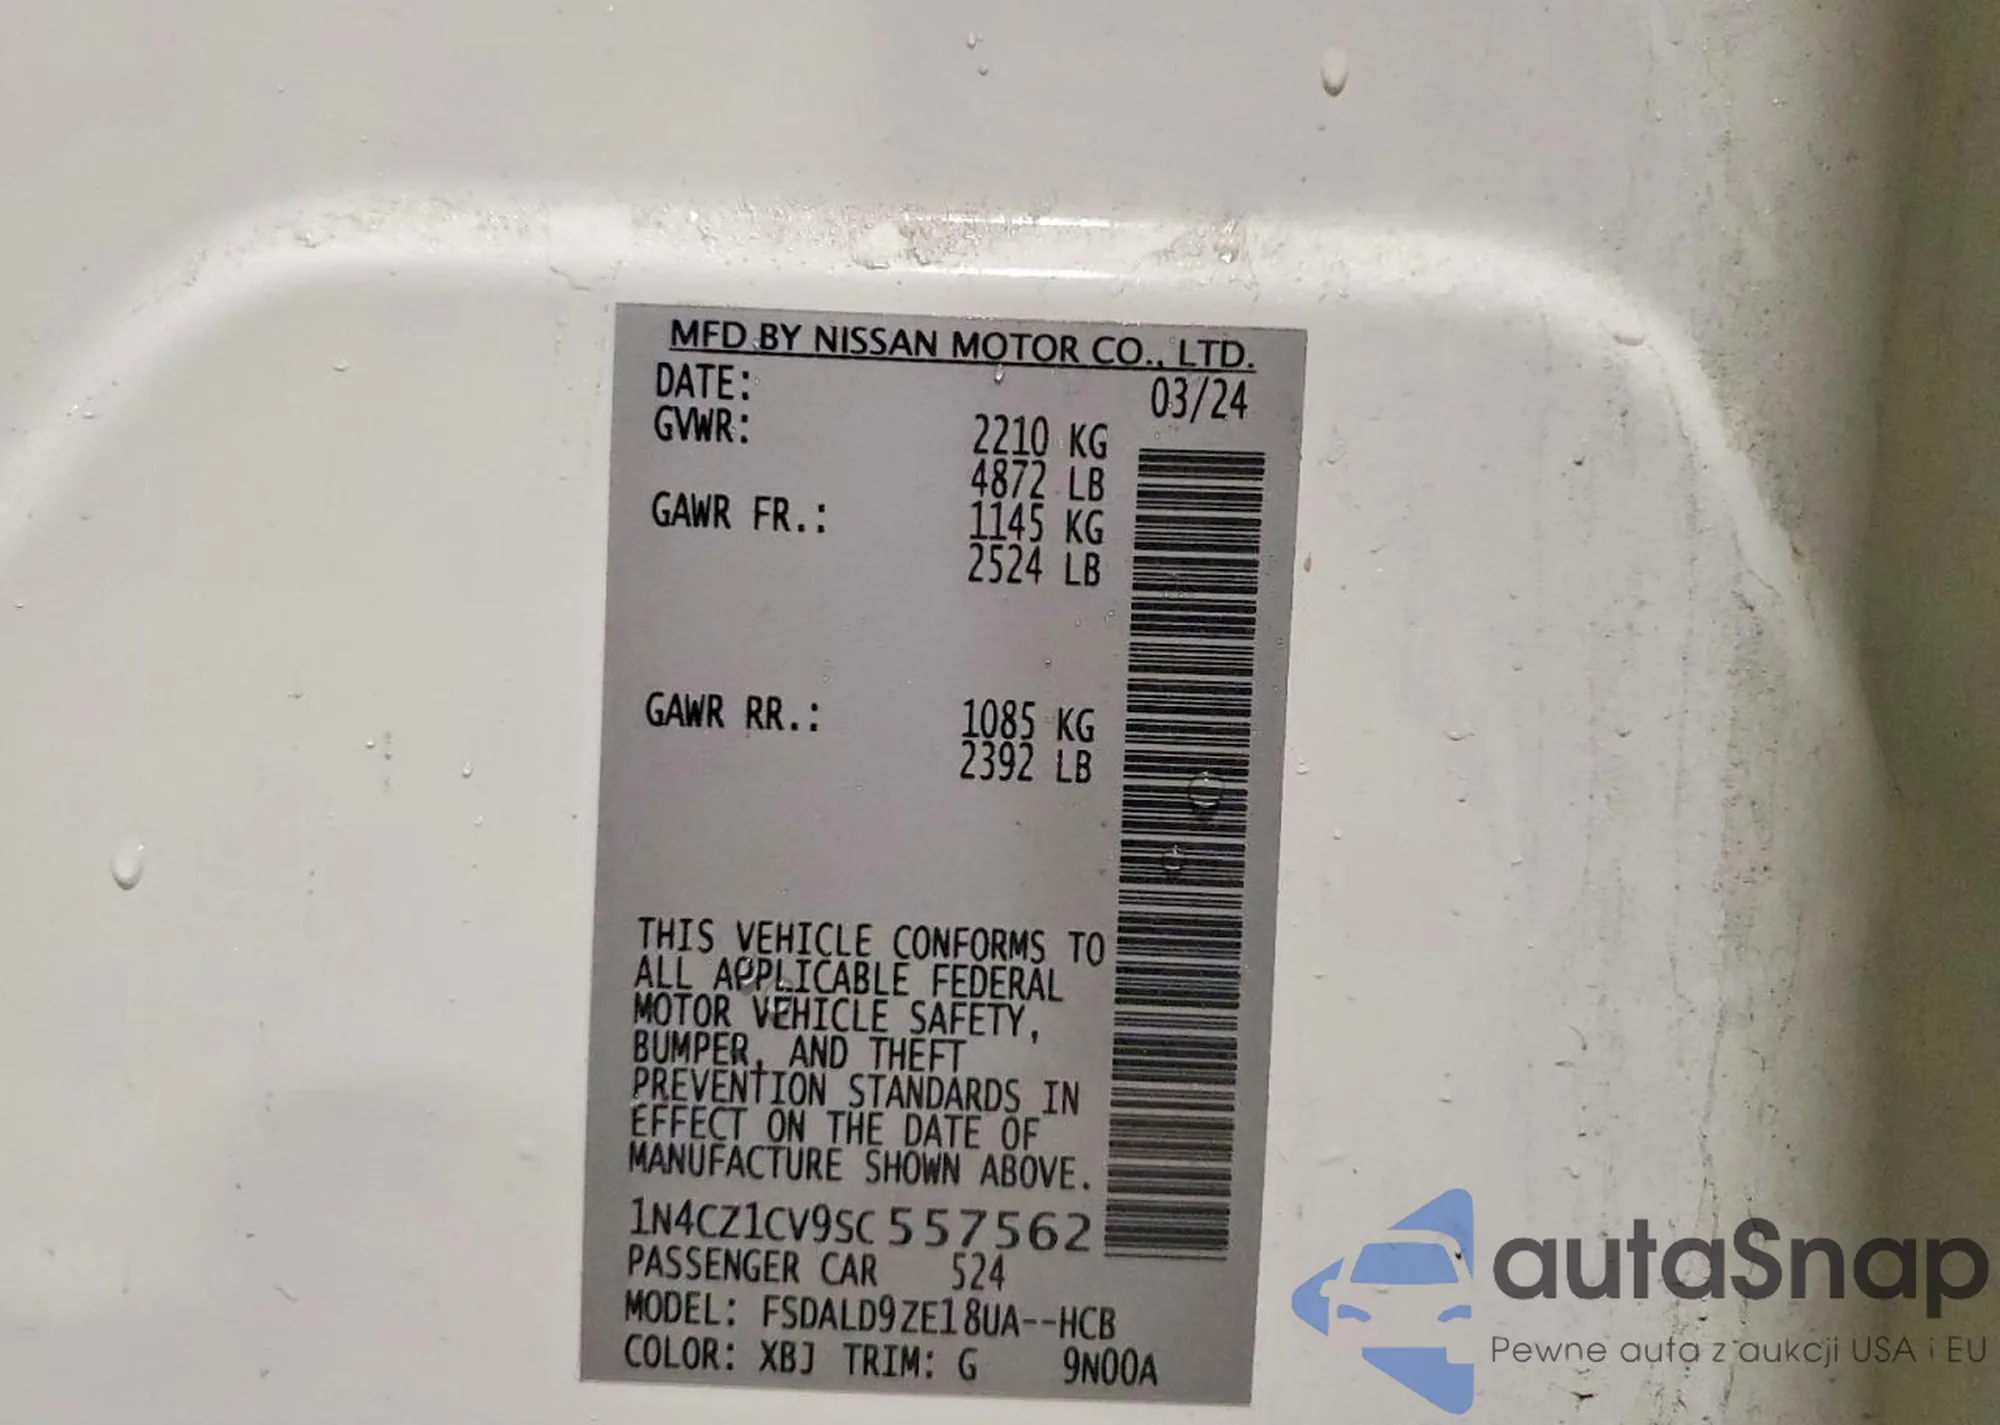 MFD BY NISSAN MOTOR CO., LTD.
DATE: 03/24
GVWR: 2210 KG
4872 LB
GAWR FR.: 1145 KG
2524 LB
GAWR RR.: 1085 KG
2392 LB
THIS VEHICLE CONFORMS TO
ALL APPLICABLE FEDERAL
MOTOR VEHICLE SAFETY,
BUMPER, AND THEFT
PREVENTION STANDARDS IN
EFFECT ON THE DATE OF
MANUFACTURE SHOWN ABOVE.
1N4CZ1CV9SC557562
PASSENGER CAR 524
MODEL: FSDALD9ZE18UA--HCB
COLOR: XBJ TRIM: G 9N00A
autaSnap
Pewne auta z aukcji USA i EU